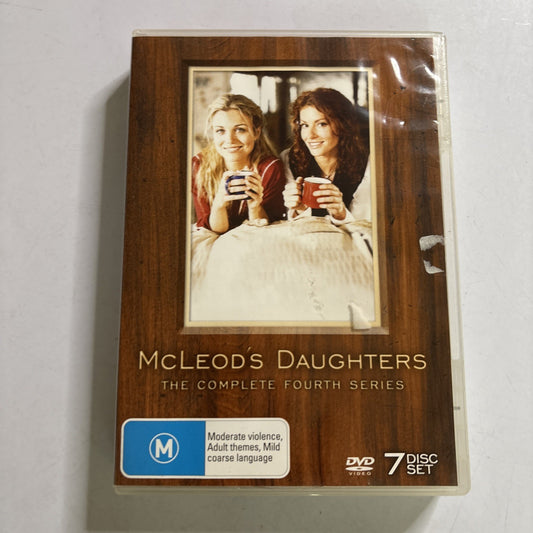 McLEOD'S DAUGHTERS
THE COMPLETE FOURTH SERIES
M
Moderate violence,
Adult themes, Mild
coarse language
DVD
VIDEO
7 DISC
SET